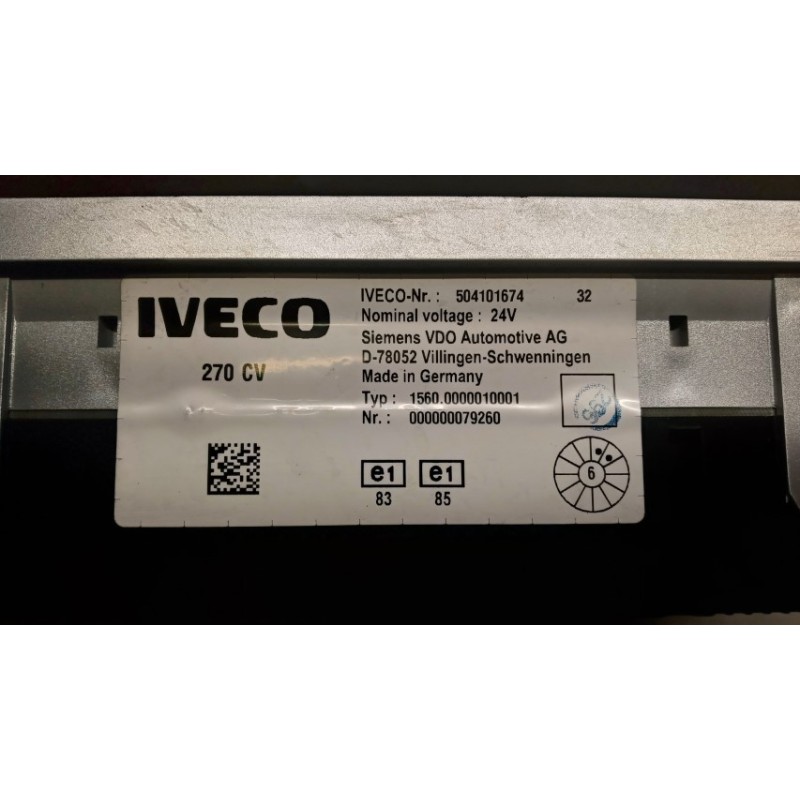 IVECO
270 CV
IVECO-Nr. : 504101674 32
Nominal voltage : 24V
Siemens VDO Automotive AG
D-78052 Villingen-Schwenningen
Made in Germany
Typ : 1560.0000010001
Nr. : 000000079260
e1 e1
83 85
6